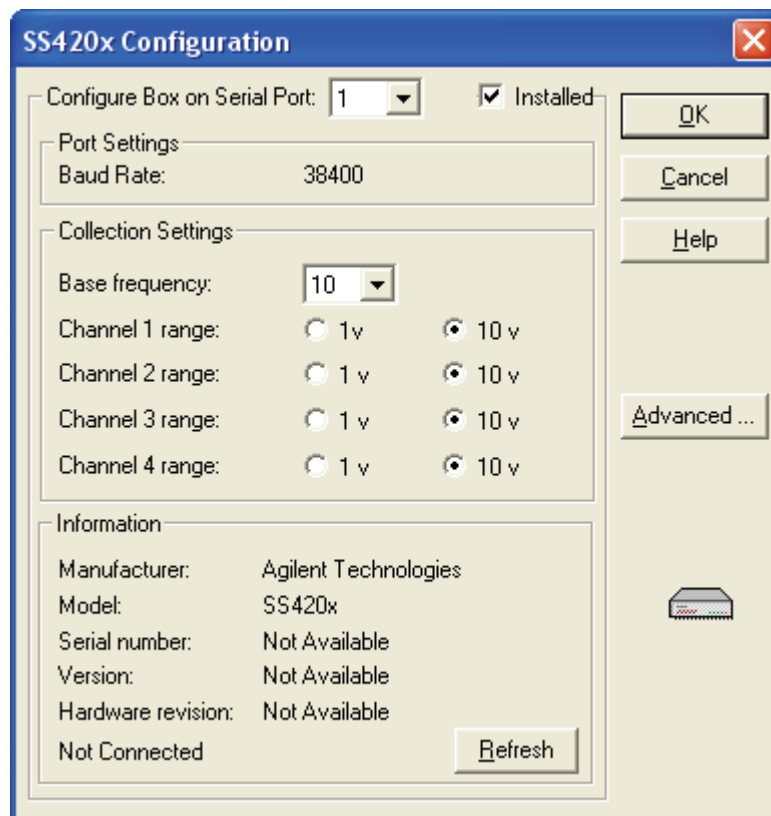 SS420x Configuration
Configure Box on Serial Port: 1 Installed
OK
Port Settings
Baud Rate: 38400
Cancel
Collection Settings
Help
Base frequency: 10
Channel 1 range: 1v 10 v
Channel 2 range: 1 v 10 v
Channel 3 range: 1 v 10 v
Advanced ...
Channel 4 range: 1 v 10 v
Information
Manufacturer: Agilent Technologies
Model: SS420x
Serial number: Not Available
Version: Not Available
Hardware revision: Not Available
Not Connected Refresh